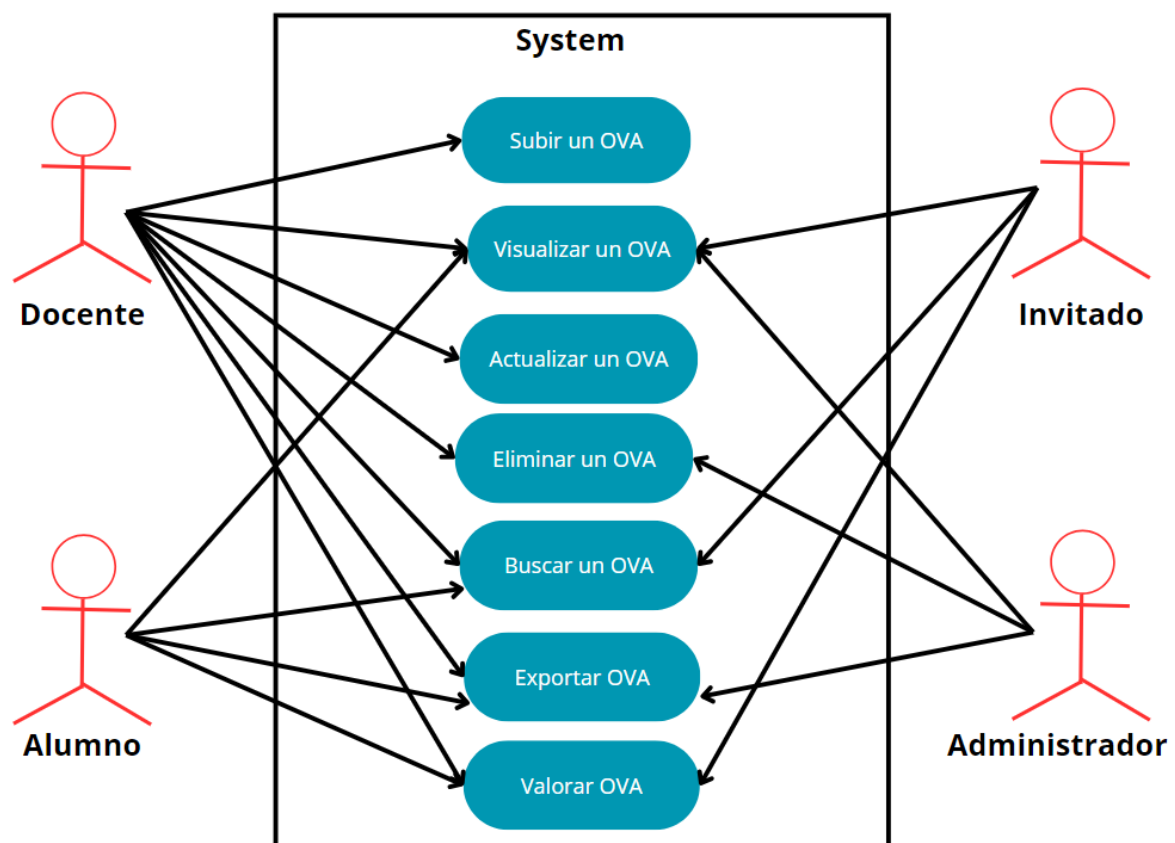 System
Subir un OVA
Visualizar un OVA
Docente
Invitado
Actualizar un OVA
Eliminar un OVA
Buscar un OVA
Exportar OVA
Alumno
Administrador
Valorar OVA